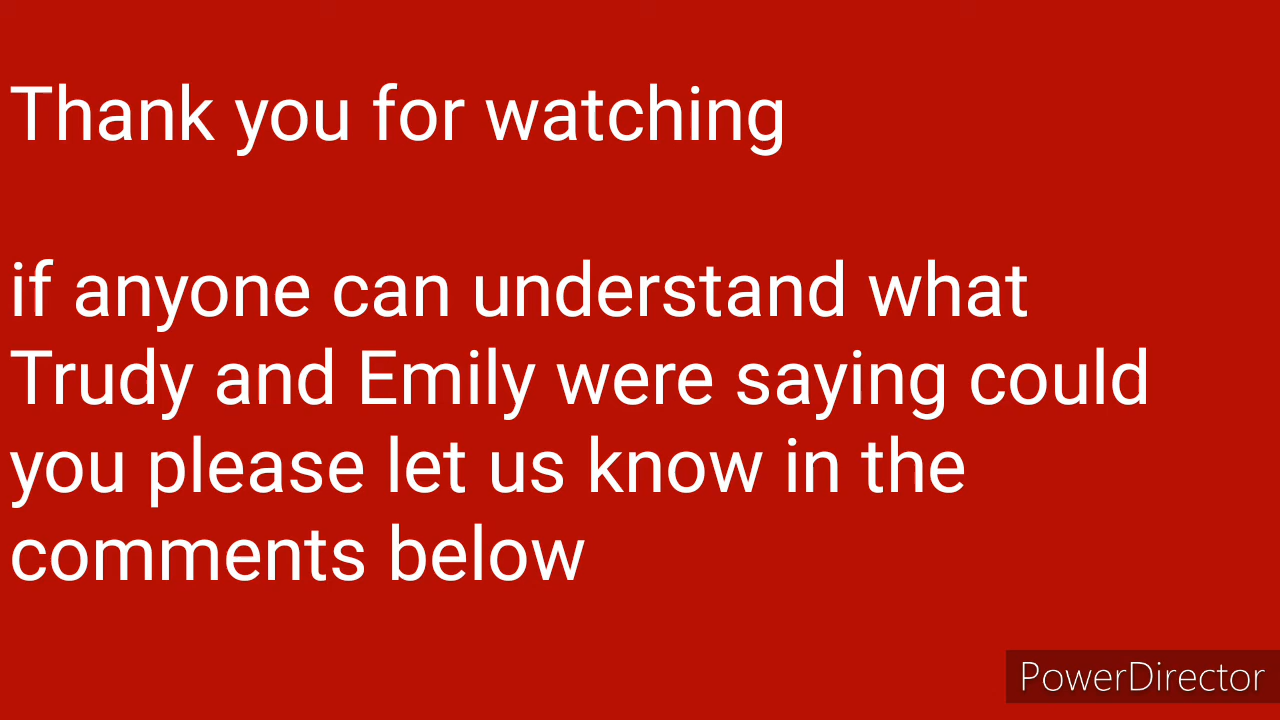 Thank you for watching
if anyone can understand what
Trudy and Emily were saying could
you please let us know in the
comments below
PowerDirector